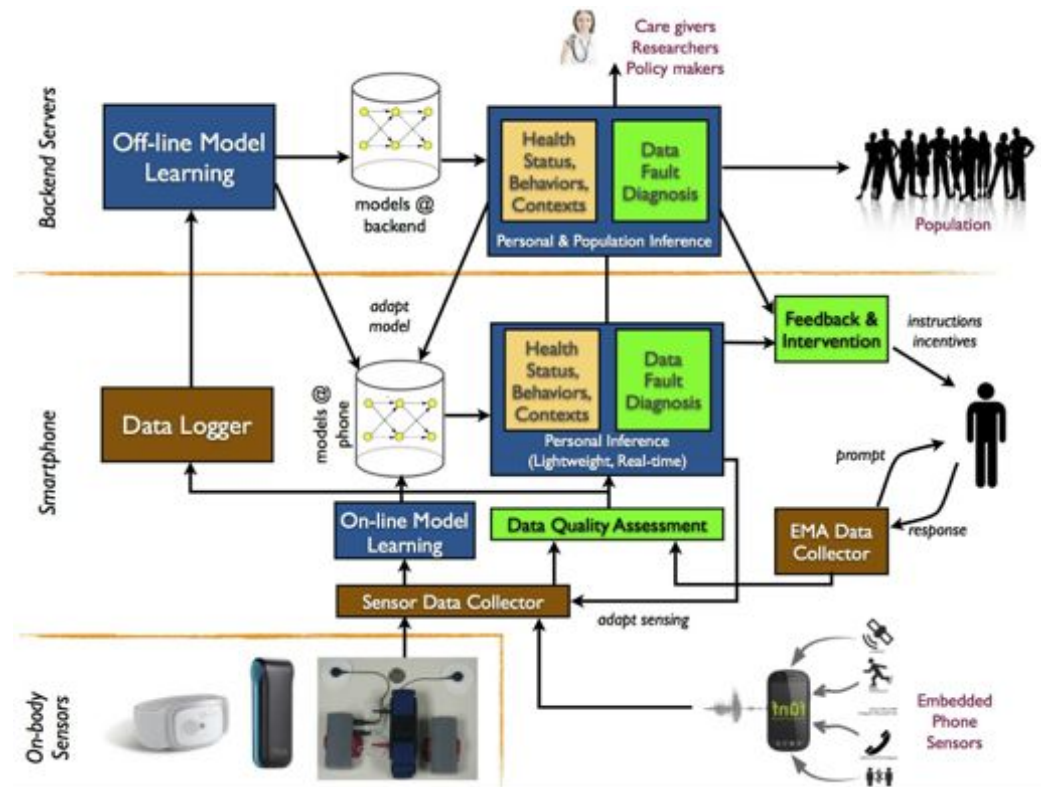 Care givers
Researchers
Policy makers
Backend Servers
Off-line Model
Learning
models @
backend
Health
Status,
Behaviors,
Contexts
Data
Fault
Diagnosis
Personal & Population Inference
Population
Smartphone
adapt
model
Data Logger
models @
phone
Health
Status,
Behaviors,
Contexts
Data
Fault
Diagnosis
Personal Inference
(Lightweight, Real-time)
Feedback &
Intervention
instructions
incentives
prompt
response
On-line Model
Learning
Data Quality Assessment
EMA Data
Collector
Sensor Data Collector
adapt sensing
On-body
Sensors
Embedded
Phone
Sensors